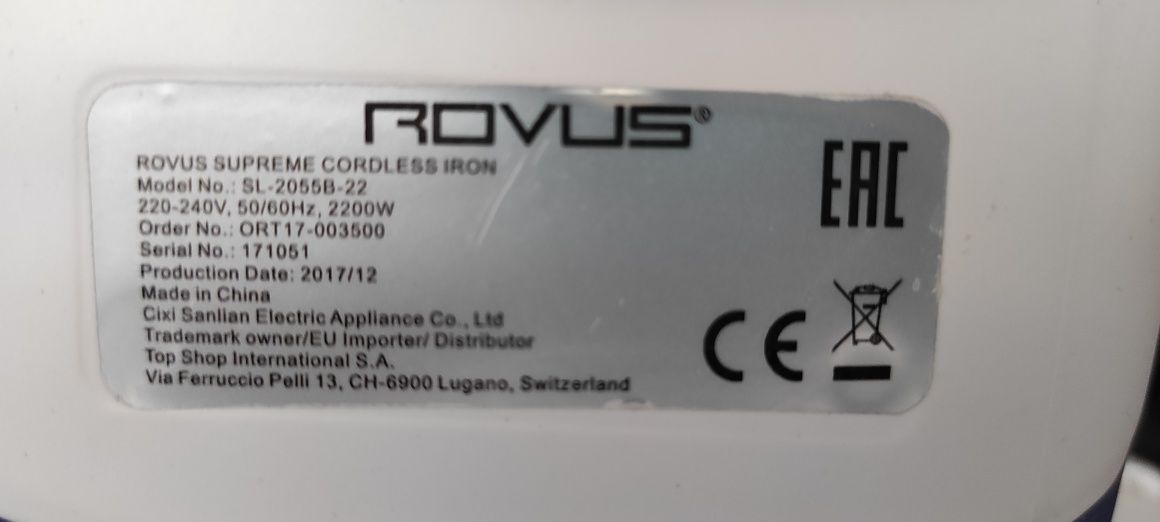 ROVUS®
ROVUS SUPREME CORDLESS IRON
Model No.: SL-2055B-22
220-240V, 50/60Hz, 2200W
Order No.: ORT17-003500
Serial No.: 171051
Production Date: 2017/12
Made in China
Cixi Sanlian Electric Appliance Co., Ltd
Trademark owner/EU Importer/ Distributor
Top Shop International S.A.
Via Ferruccio Pelli 13, CH-6900 Lugano, Switzerland
EAC
CE